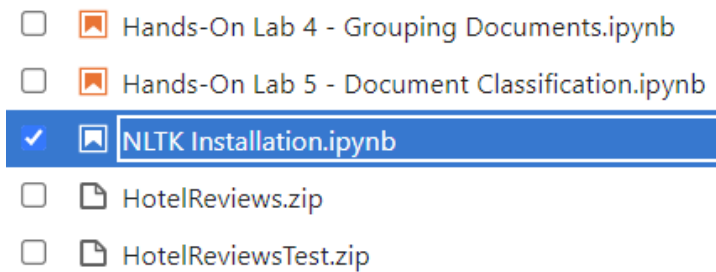 Hands-On Lab 4 - Grouping Documents.ipynb
Hands-On Lab 5 - Document Classification.ipynb
NLTK Installation.ipynb
HotelReviews.zip
HotelReviewsTest.zip